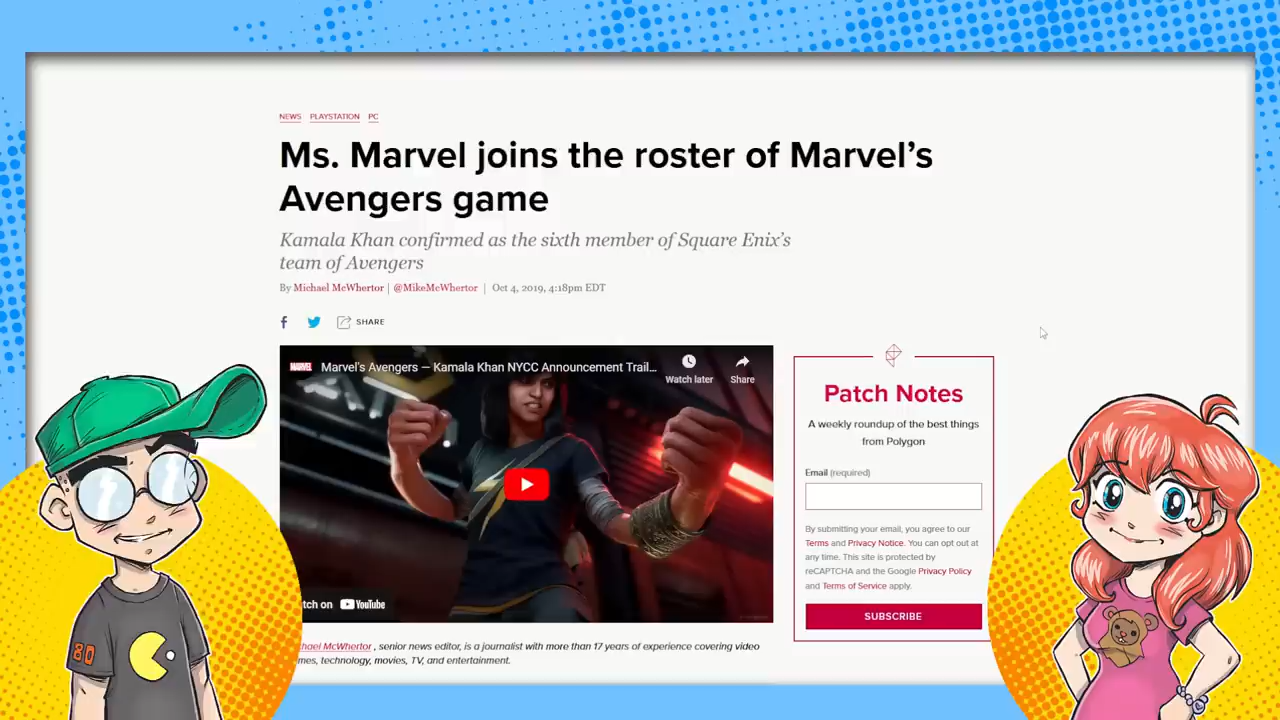 NEWS PLAYSTATION PC
Ms. Marvel joins the roster of Marvel's
Avengers game
Kamala Khan confirmed as the sixth member of Square Enix's
team of Avengers
By Michael McWhertor | @MikeMcWhertor | Oct 4, 2019, 4:18pm EDT
SHARE
MARVEL Marvel's Avengers — Kamala Khan NYCC Announcement Trail...
Watch later
Share
tch on YouTube
hael McWhertor , senior news editor, is a journalist with more than 17 years of experience covering video
mes, technology, movies, TV, and entertainment.
Patch Notes
A weekly roundup of the best things
from Polygon
Email (required)
By submitting your email, you agree to our
Terms and Privacy Notice. You can opt out at
any time. This site is protected by
reCAPTCHA and the Google Privacy Policy
and Terms of Service apply.
SUBSCRIBE
80